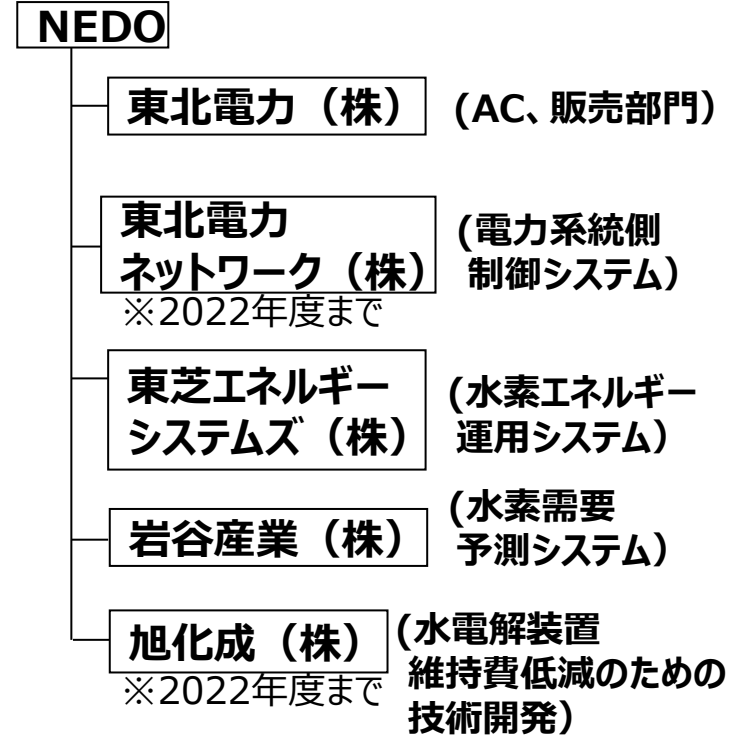 NEDO
東北電力（株）
(AC、販売部門）
東北電力
ネットワーク（株）
※2022年度まで
(電力系統側
制御システム）
東芝エネルギー
システムズ（株）
(水素エネルギー
運用システム）
岩谷産業（株）
(水素需要
予測システム）
旭化成（株）
※2022年度まで
(水電解装置
維持費低減のための
技術開発）